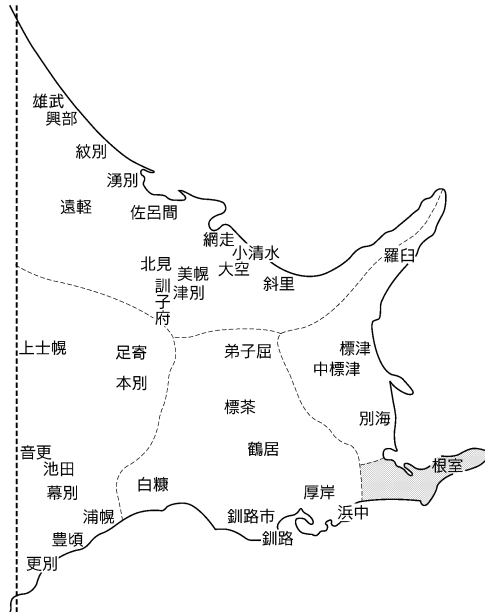 雄武
興部
紋別
湧別
遠軽
佐呂間
網走
小清水
大空
北見
美幌
津別
訓子府
斜里
羅臼
上士幌
足寄
本別
弟子屈
標津
中標津
標茶
別海
鶴居
音更
池田
幕別
白糠
厚岸
根室
浦幌
釧路市
浜中
豊頃
釧路
更別